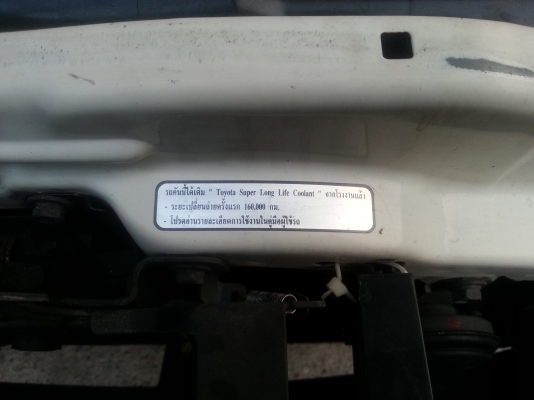 รถคันนี้ได้เติม " Toyota Super Long Life Coolant " จากโรงงานแล้ว
- ระยะเปลี่ยนถ่ายครั้งแรก 160,000 กม.
- โปรดอ่านรายละเอียดการใช้งานในคู่มือผู้ใช้รถ